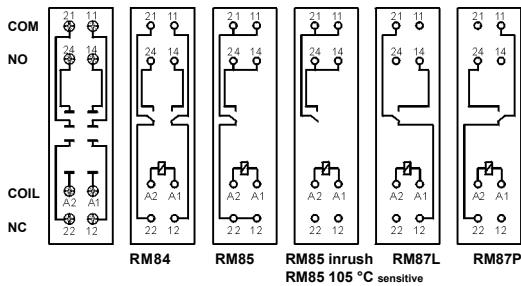 21 11 21 11 21 11 21 11 21 11 21 11
COM
NO
24 14 24 14 24 14 24 14 24 14 24 14
COIL
A2 A1 A2 A1 A2 A1 A2 A1 A2 A1 A2 A1
NC
22 12 22 12 22 12 22 12 22 12 22 12
RM84 RM85 RM85 inrush RM87L RM87P
RM85 105 °C sensitive